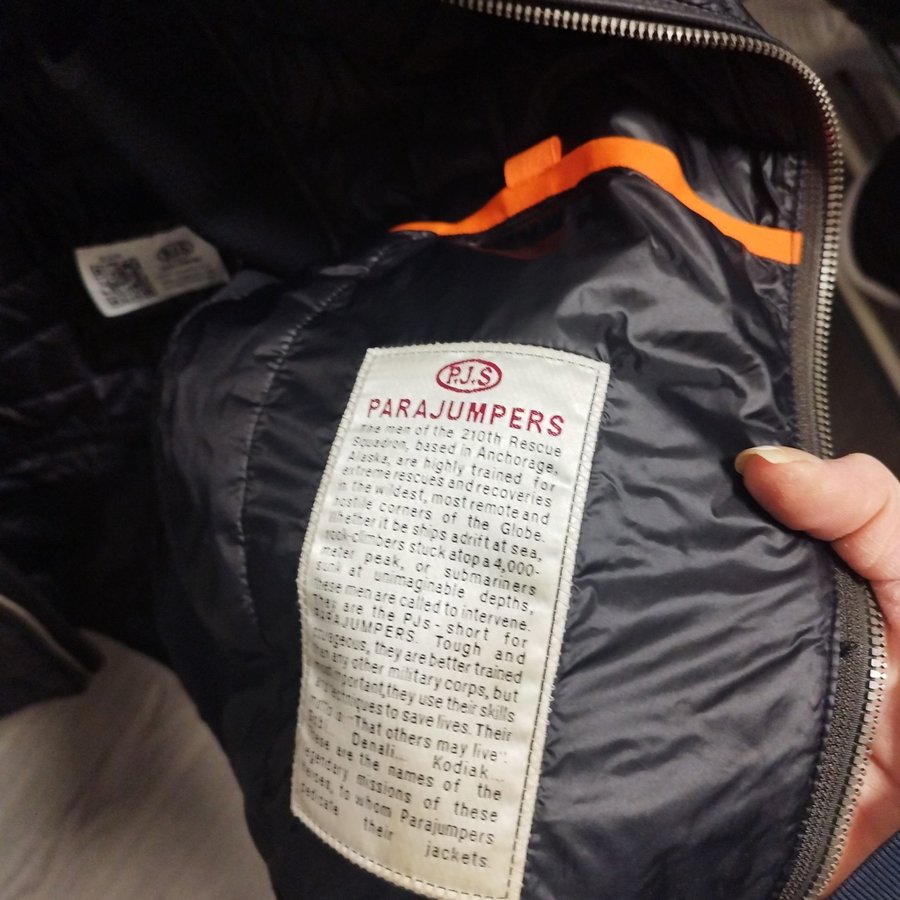 P.J.S
P.J.S
PARAJUMPERS
The men of the 210th Rescue
Squadron, based in Anchorage,
Alaska, are highly trained for
extreme rescues and recoveries
in the wildest, most remote and
hostile corners of the Globe.
Whether it be ships adrift at sea,
rock-climbers stuck atop a 4,000-
meter peak, or submariners
sunk at unimaginable depths,
these men are called to intervene.
They are the PJs - short for
PARAJUMPERS. Tough and
courageous, they are better trained
than any other military corps, but
important, they use their skills
techniques to save lives. Their
motto is "That others may live".
Denali... Kodiak...
These are the names of the
legendary missions of these
heroes, to whom Parajumpers
dedicate their jackets.